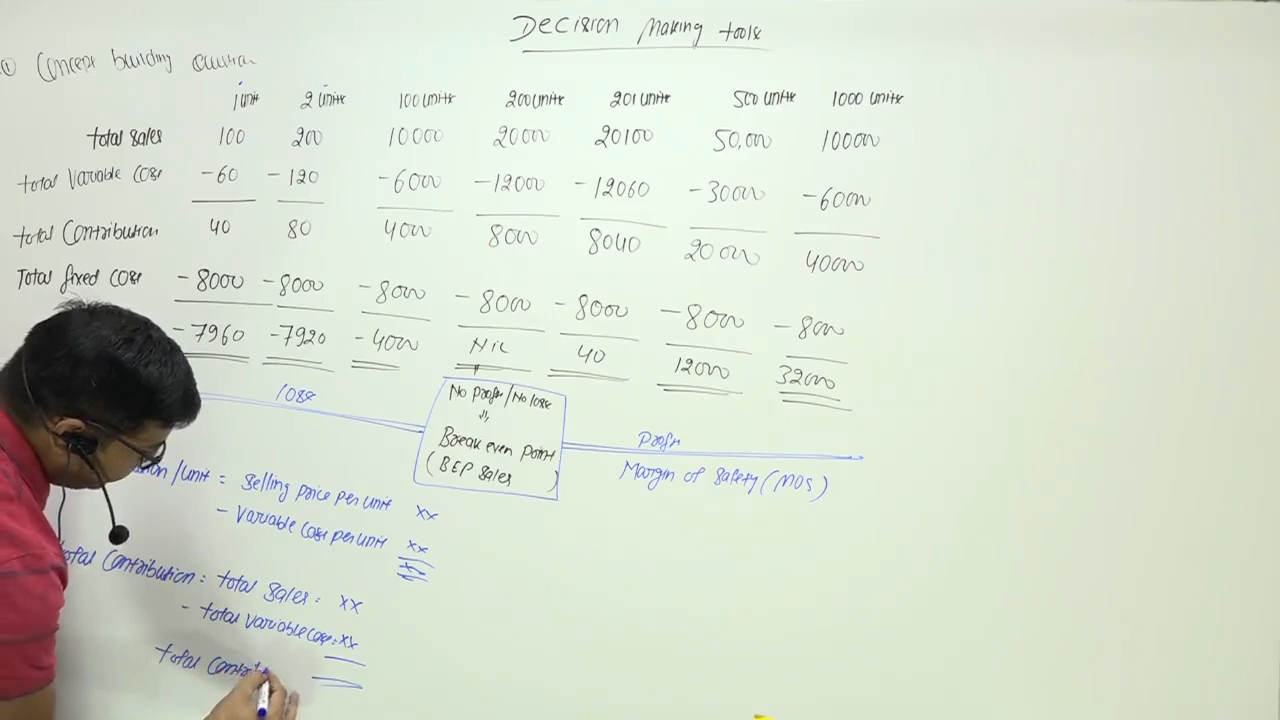 Decision Making tools
① Concept building Question
1 unit 2 units 100 units 200 units 201 units 500 units 1000 units
total sales 100 200 10000 20000 20100 50,000 100000
total Variable Cost -60 -120 -6000 -12000 -12060 -30000 -60000
total Contribution 40 80 4000 8000 8040 20000 40000
Total fixed Cost -8000 -8000 -8000 -8000 -8000 -8000 -8000
-7960 -7920 -4000 Nil 40 12000 32000
loss
No profit/No loss
Break even point
(BEP Sales)
Profit
Margin of Safety (MOS)
/unit = Selling price per unit xx
- Variable Cost per unit xx
xx
total Contribution = total Sales = xx
- total Variable Cost = xx
total Contrib